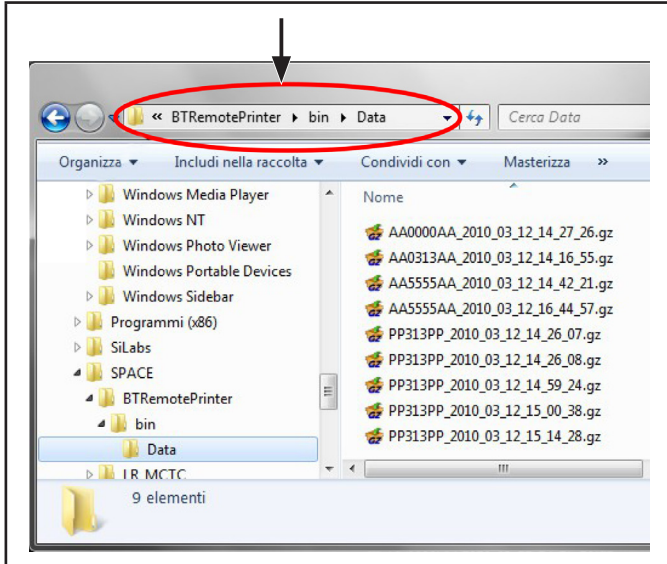 « BTRemotePrinter ▸ bin ▸ Data
Cerca Data
Organizza ▼ Includi nella raccolta ▼ Condividi con ▼ Masterizza »
Windows Media Player
Windows NT
Windows Photo Viewer
Windows Portable Devices
Windows Sidebar
Programmi (x86)
SiLabs
SPACE
BTRemotePrinter
bin
Data
LR_MCTC
Nome
AA0000AA_2010_03_12_14_27_26.gz
AA0313AA_2010_03_12_14_16_55.gz
AA5555AA_2010_03_12_14_42_21.gz
AA5555AA_2010_03_12_16_44_57.gz
PP313PP_2010_03_12_14_26_07.gz
PP313PP_2010_03_12_14_26_08.gz
PP313PP_2010_03_12_14_59_24.gz
PP313PP_2010_03_12_15_00_38.gz
PP313PP_2010_03_12_15_14_28.gz
9 elementi